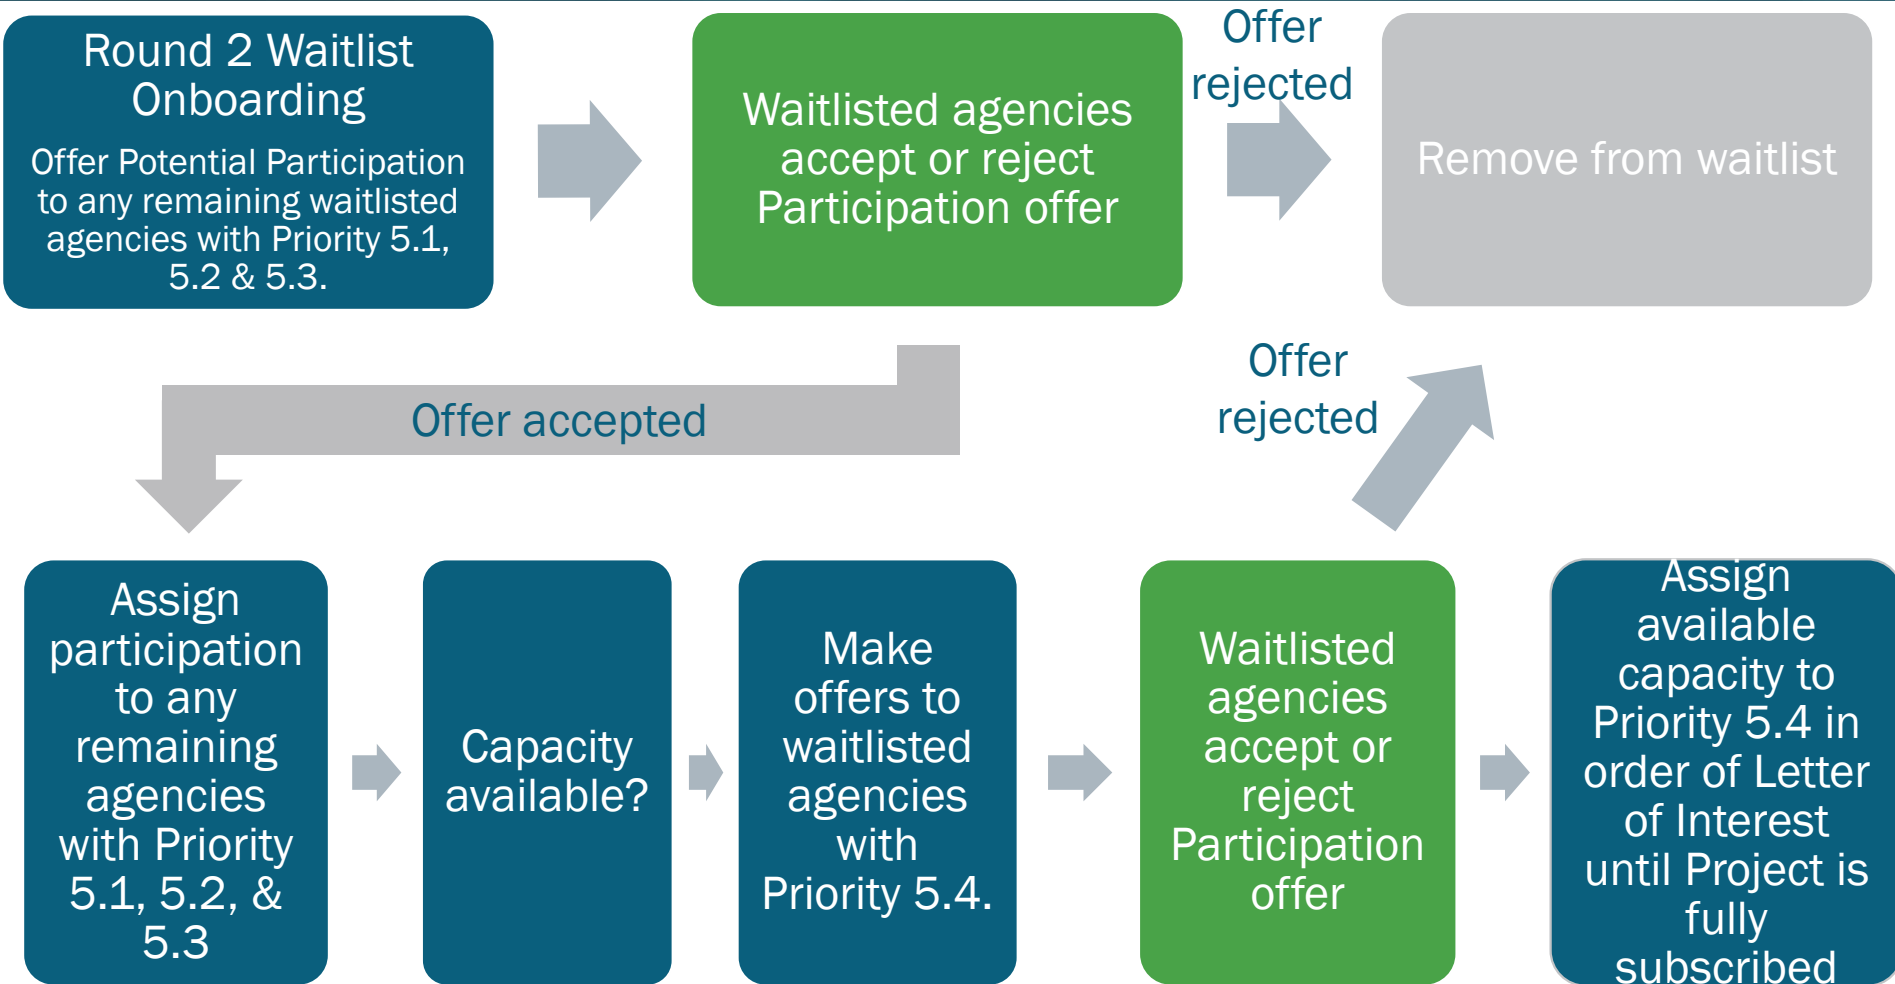 Round 2 Waitlist
Onboarding
Offer Potential Participation
to any remaining waitlisted
agencies with Priority 5.1,
5.2 & 5.3.
Waitlisted agencies
accept or reject
Participation offer
Offer
rejected
Remove from waitlist
Offer accepted
Offer
rejected
Assign
participation
to any
remaining
agencies
with Priority
5.1, 5.2, &
5.3
Capacity
available?
Make
offers to
waitlisted
agencies
with
Priority 5.4.
Waitlisted
agencies
accept or
reject
Participation
offer
Assign
available
capacity to
Priority 5.4 in
order of Letter
of Interest
until Project is
fully
subscribed